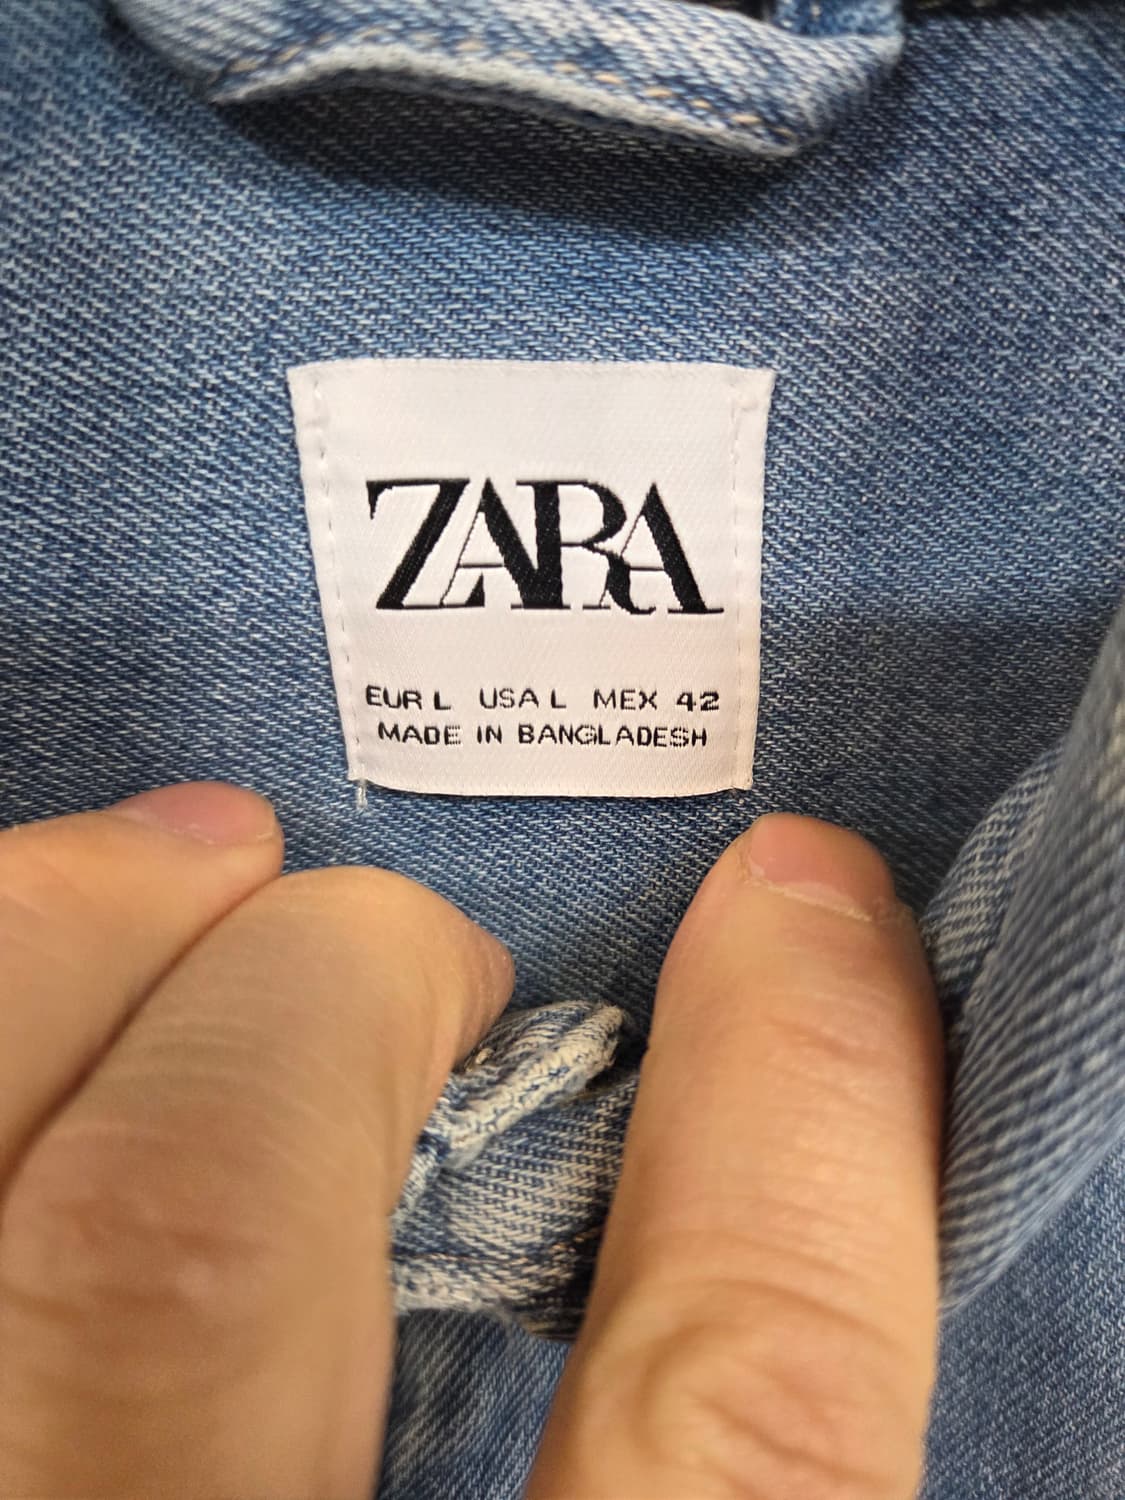 ZARA
EUR L USA L MEX 42
MADE IN BANGLADESH